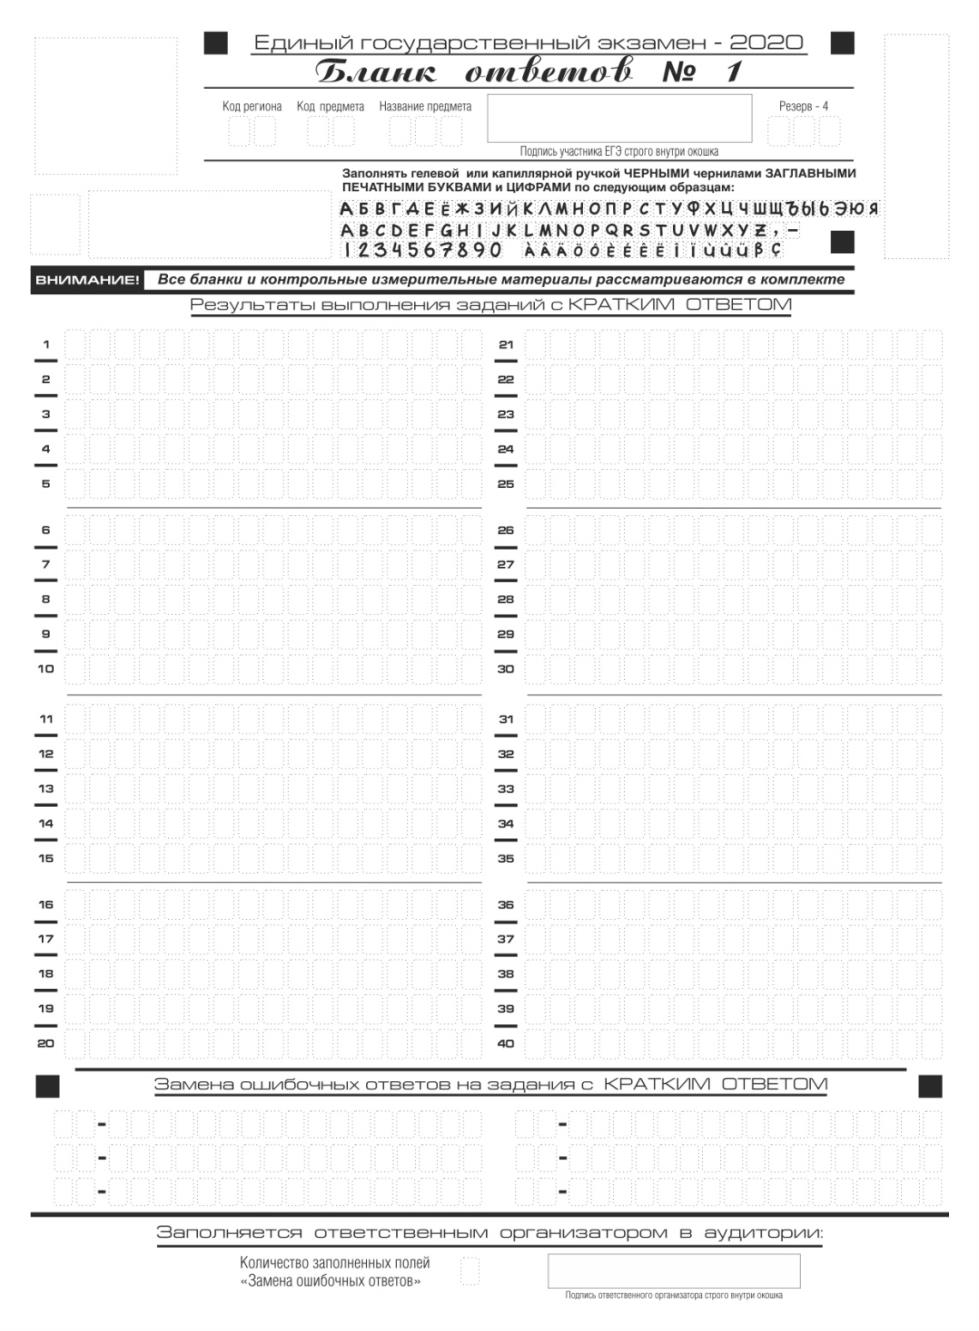 Единый государственный экзамен - 2020
Бланк ответов № 1
Код региона Код предмета Название предмета Резерв - 4
Подпись участника ЕГЭ строго внутри окошка
Заполнять гелевой или капиллярной ручкой ЧЕРНЫМИ чернилами ЗАГЛАВНЫМИ
ПЕЧАТНЫМИ БУКВАМИ и ЦИФРАМИ по следующим образцам:
АБВГДЕЁЖЗИЙКЛМНОПРСТУФХЦЧШЩЪЫЬЭЮЯ
ABCDEFGHIJKLMNOPQRSTUVWXYZ,-
1234567890 ÀÂÄÖÔÈÉÊËÎÏÙÛÜßÇ
ВНИМАНИЕ! Все бланки и контрольные измерительные материалы рассматриваются в комплекте
Результаты выполнения заданий с КРАТКИМ ОТВЕТОМ
1 21
2 22
3 23
4 24
5 25
6 26
7 27
8 28
9 29
10 30
11 31
12 32
13 33
14 34
15 35
16 36
17 37
18 38
19 39
20 40
Замена ошибочных ответов на задания с КРАТКИМ ОТВЕТОМ
- -
- -
- -
Заполняется ответственным организатором в аудитории:
Количество заполненных полей
«Замена ошибочных ответов»
Подпись ответственного организатора строго внутри окошка